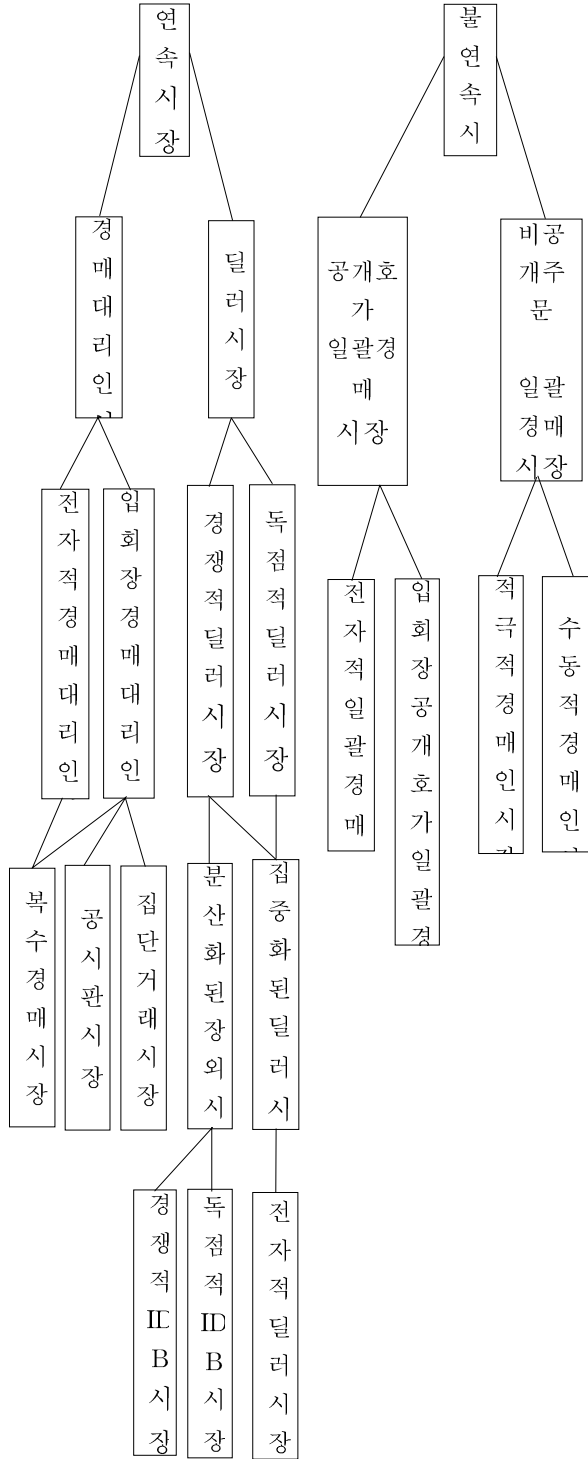 연속시장
불연속시
경매대리인
딜러시장
공개호
가
일괄경
매
시장
비공
개주
문
일괄
경매
시장
전자적경매대리인
입회장경매대리인
경쟁적딜러시장
독점적딜러시장
전자적일괄경매
입회장공개호가일괄경
적극적경매인시
수동적경매인
복수경매시장
공시판시장
집단거래시장
분산화된장외시
집중화된딜러시
경쟁적IDB시장
독점적IDB시장
전자적딜러시장